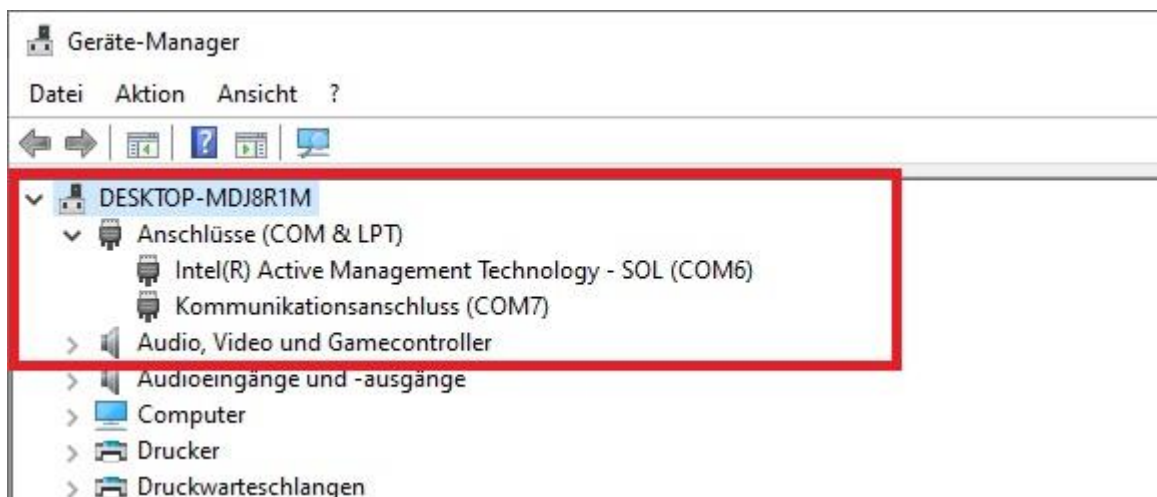 Geräte-Manager
Datei Aktion Ansicht ?
DESKTOP-MDJ8R1M
Anschlüsse (COM & LPT)
Intel(R) Active Management Technology - SOL (COM6)
Kommunikationsanschluss (COM7)
Audio, Video und Gamecontroller
Audioeingänge und -ausgänge
Computer
Drucker
Druckwarteschlangen